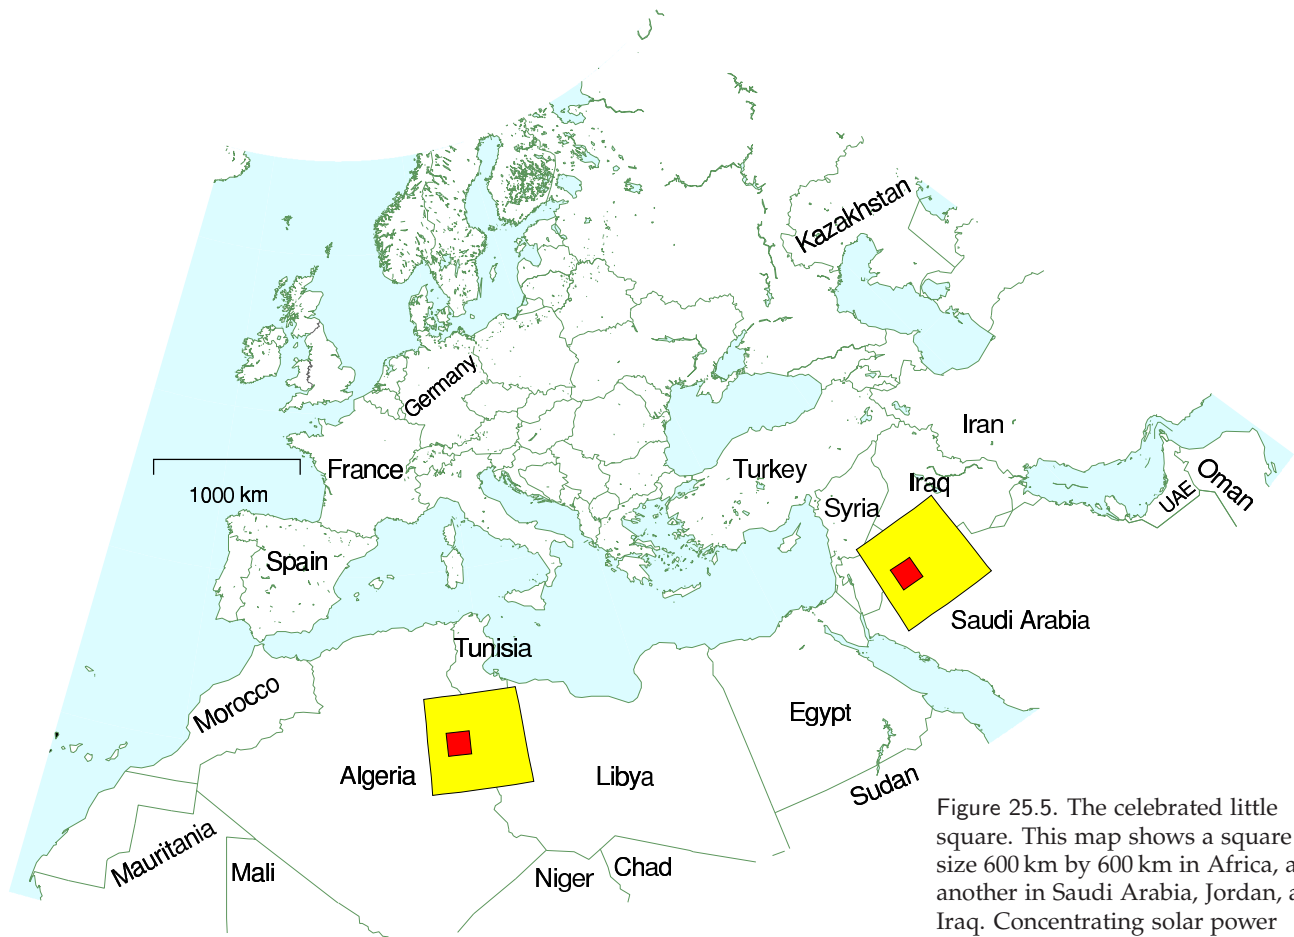 Kazakhstan
Germany
Iran
France
1000 km
Turkey
Iraq
Syria
UAE
Oman
Spain
Saudi Arabia
Tunisia
Morocco
Egypt
Algeria
Libya
Sudan
Mauritania
Mali
Niger
Chad
Figure 25.5. The celebrated little
square. This map shows a square
size 600 km by 600 km in Africa, a
another in Saudi Arabia, Jordan, a
Iraq. Concentrating solar power